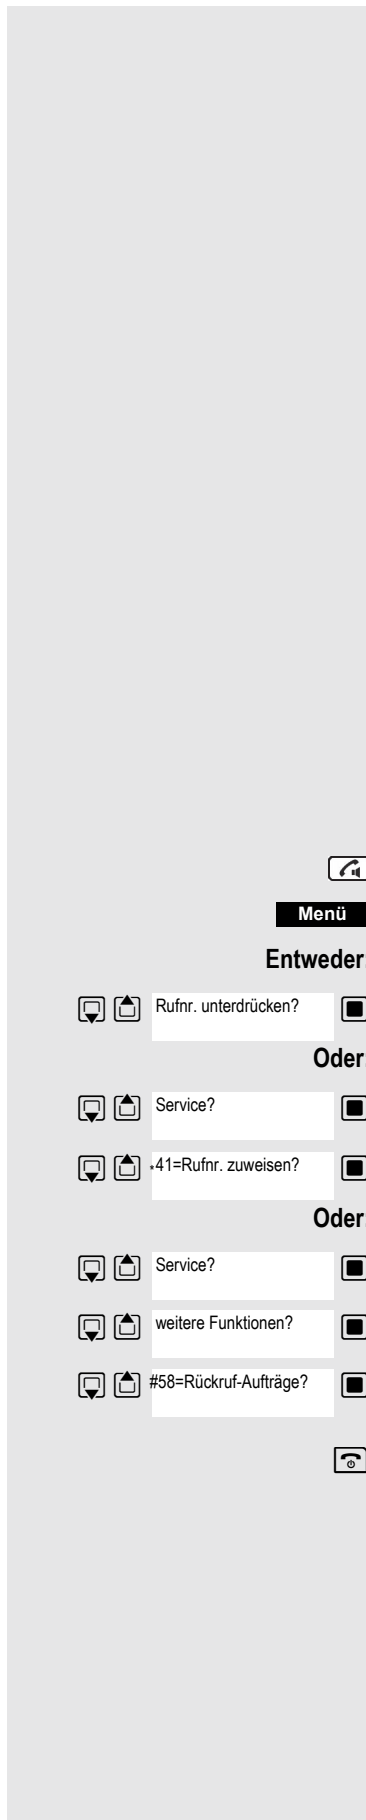 Menü
Entweder:
Rufnr. unterdrücken?
Oder:
Service?
*41=Rufnr. zuweisen?
Oder:
Service?
weitere Funktionen?
#58=Rückruf-Aufträge?